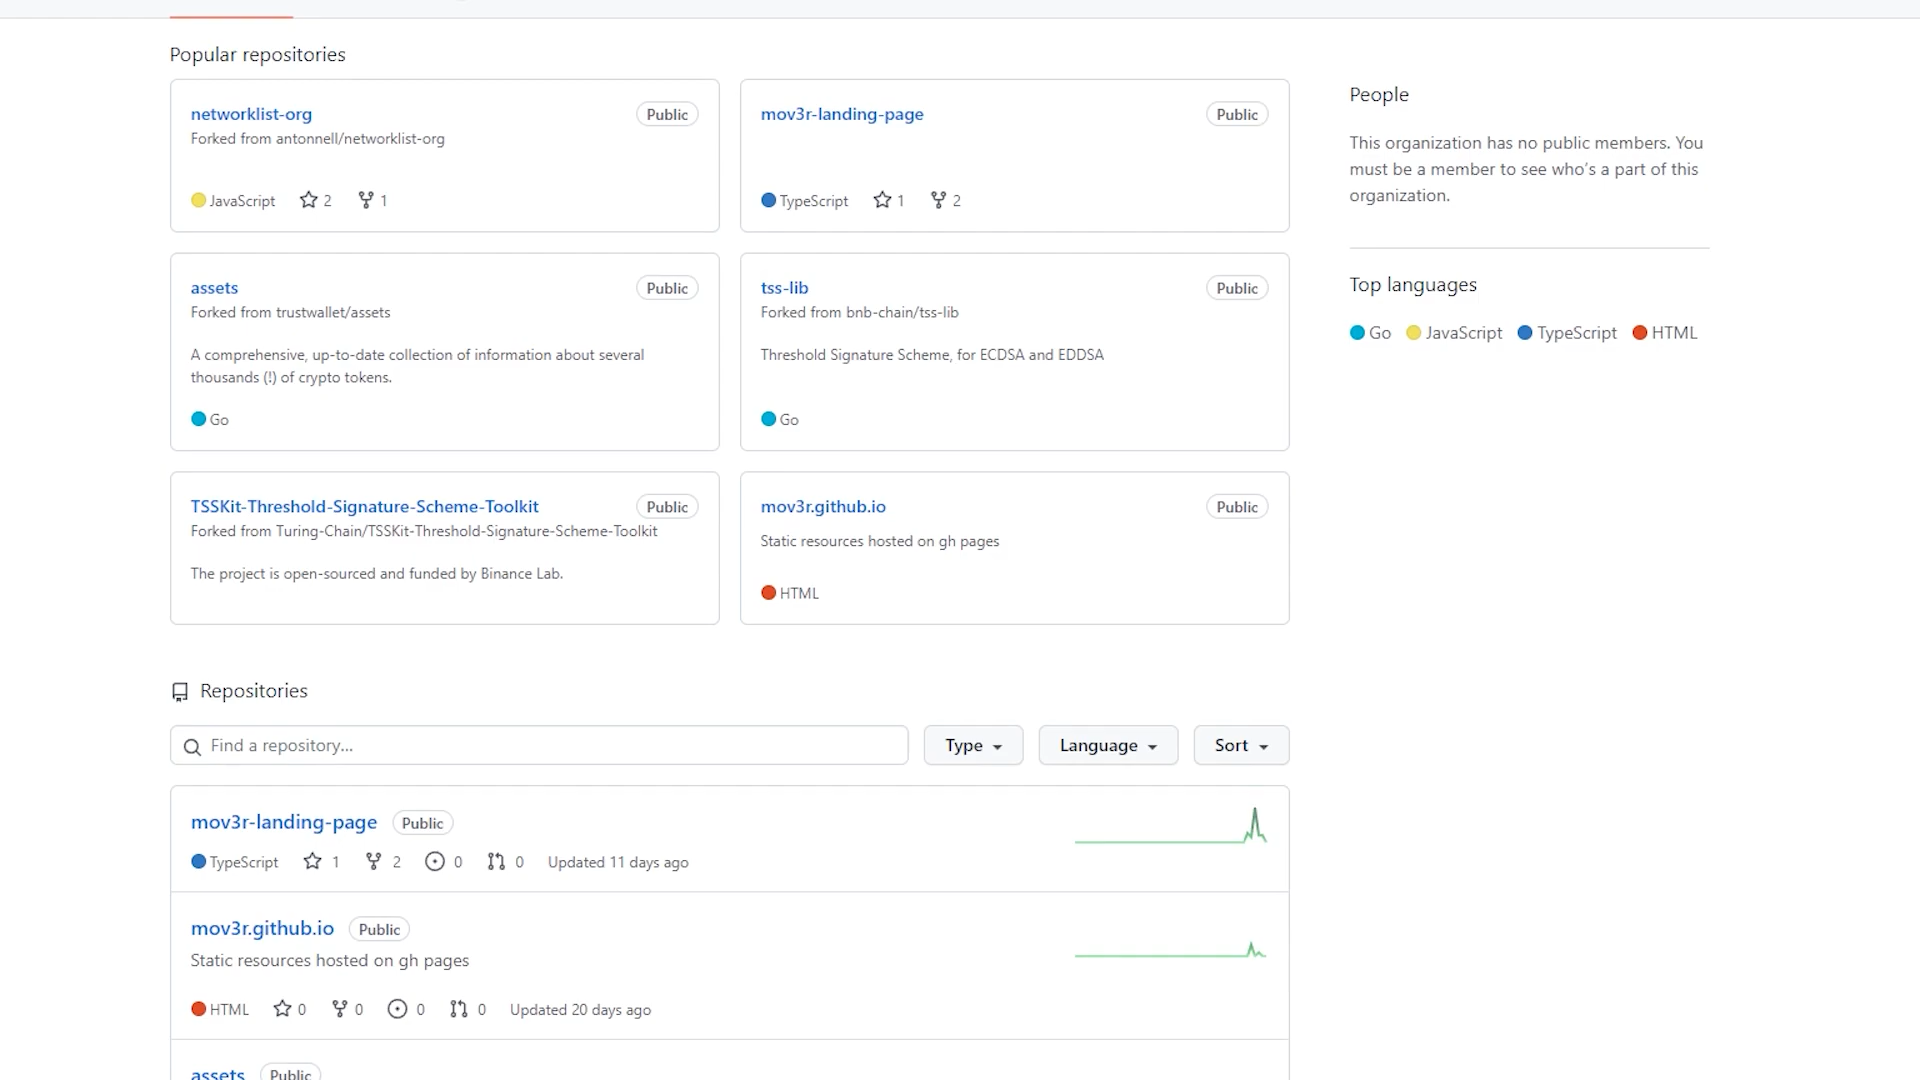 Popular repositories
networklist-org Public
Forked from antonnell/networklist-org
JavaScript 2 1
mov3r-landing-page Public
TypeScript 1 2
assets Public
Forked from trustwallet/assets
A comprehensive, up-to-date collection of information about several
thousands (!) of crypto tokens.
Go
tss-lib Public
Forked from bnb-chain/tss-lib
Threshold Signature Scheme, for ECDSA and EDDSA
Go
TSSKit-Threshold-Signature-Scheme-Toolkit Public
Forked from Turing-Chain/TSSKit-Threshold-Signature-Scheme-Toolkit
The project is open-sourced and funded by Binance Lab.
mov3r.github.io Public
Static resources hosted on gh pages
HTML
People
This organization has no public members. You
must be a member to see who's a part of this
organization.
Top languages
Go JavaScript TypeScript HTML
Repositories
Find a repository...
Type Language Sort
mov3r-landing-page Public
TypeScript 1 2 0 0 Updated 11 days ago
mov3r.github.io Public
Static resources hosted on gh pages
HTML 0 0 0 0 Updated 20 days ago
assets Public